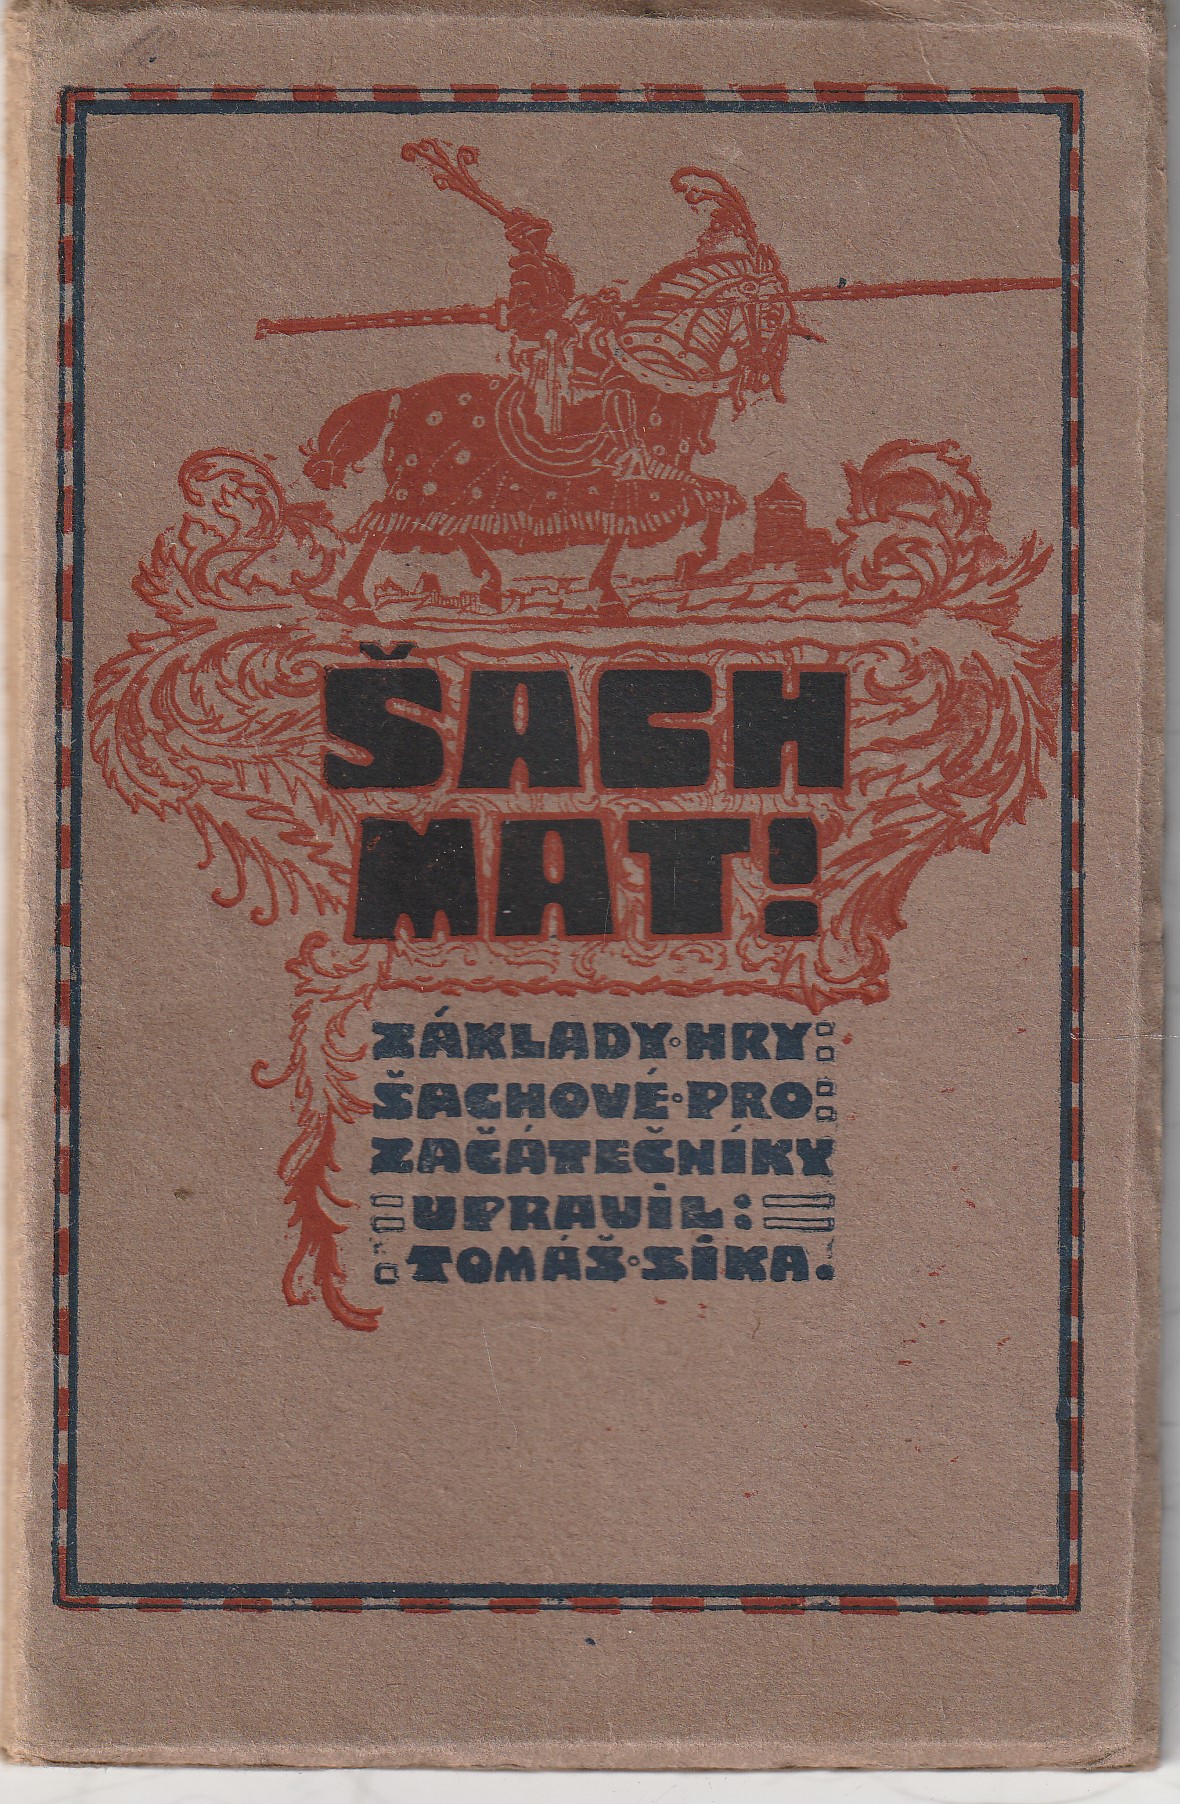 ŠACH
MAT!
ZÁKLADY·HRY
ŠACHOVÉ·PRO
ZAČÁTEČNÍKY
UPRAVIL:
TOMÁŠ·SÍKA.